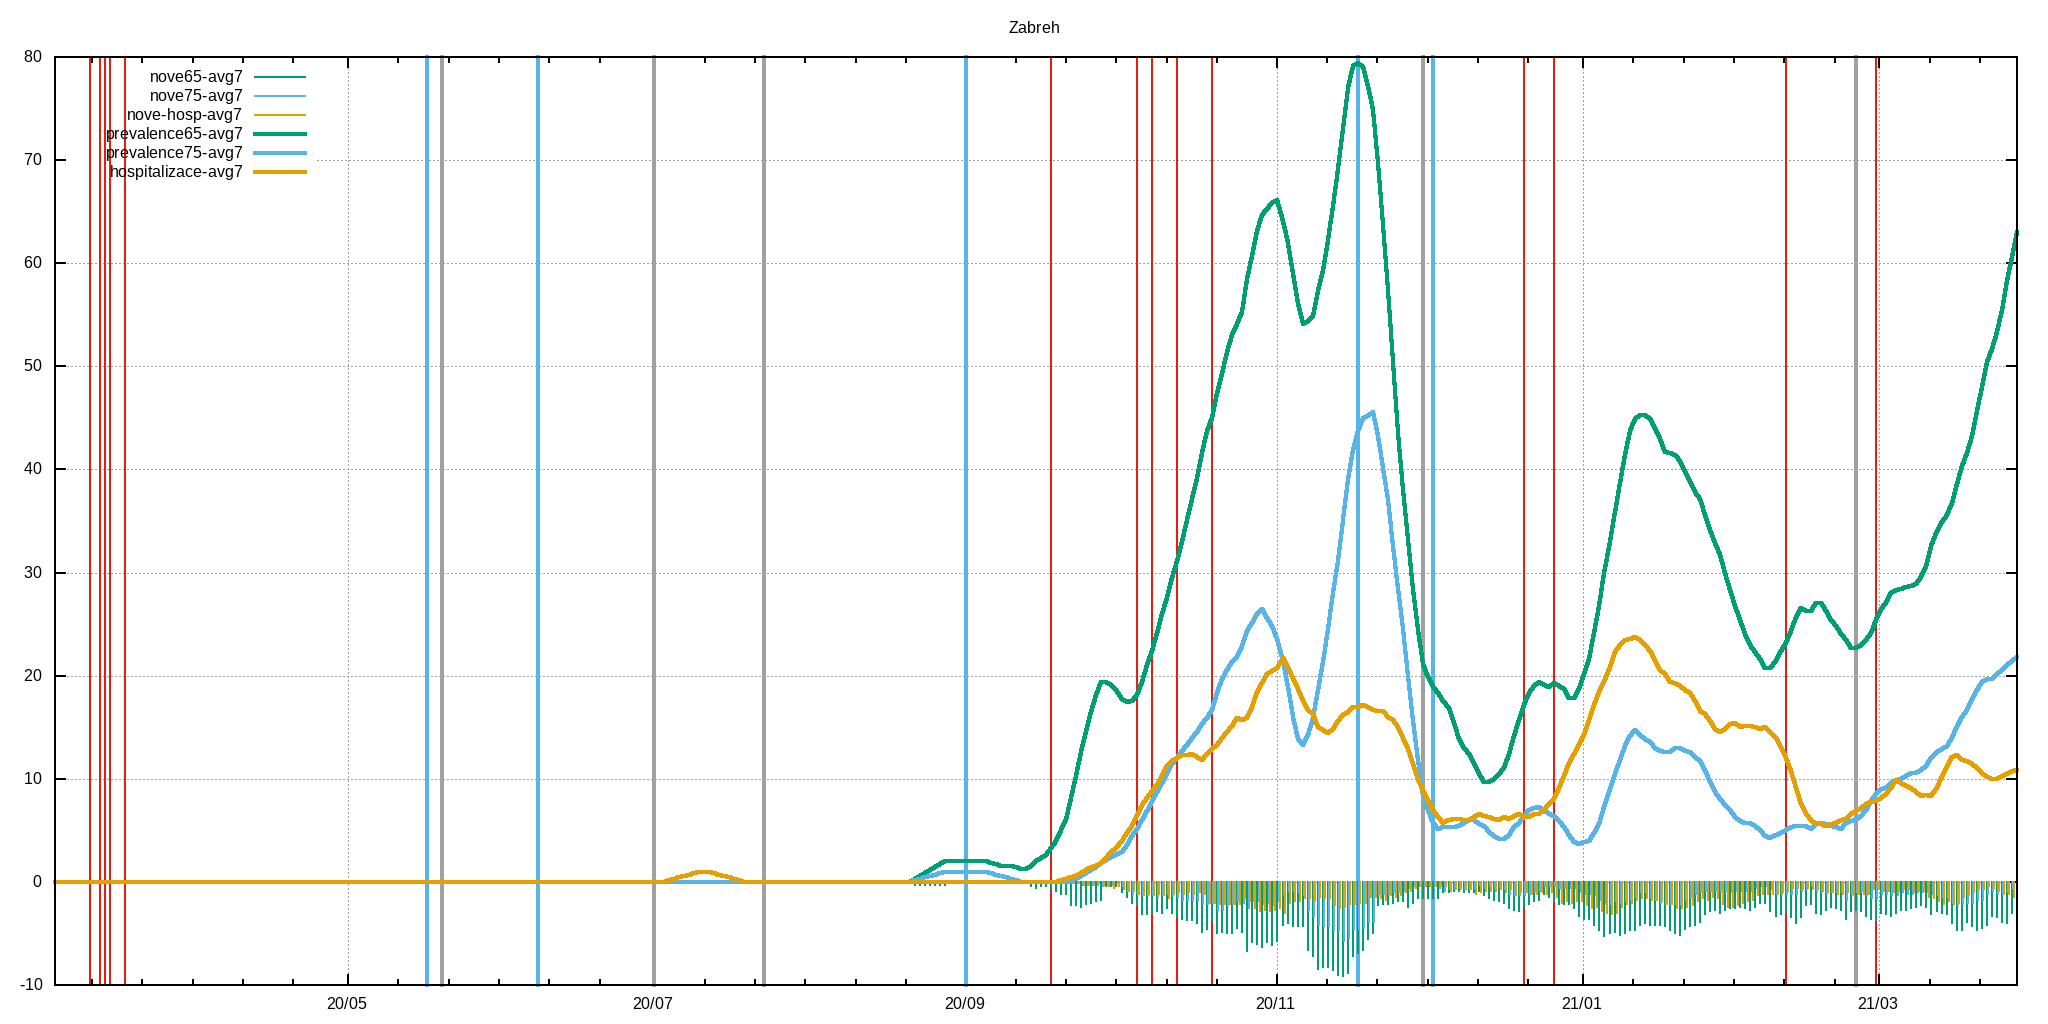 Zabreh
80
70
60
50
40
30
20
10
0
-10
nove65-avg7
nove75-avg7
nove-hosp-avg7
prevalence65-avg7
prevalence75-avg7
hospitalizace-avg7
20/05 20/07 20/09 20/11 21/01 21/03